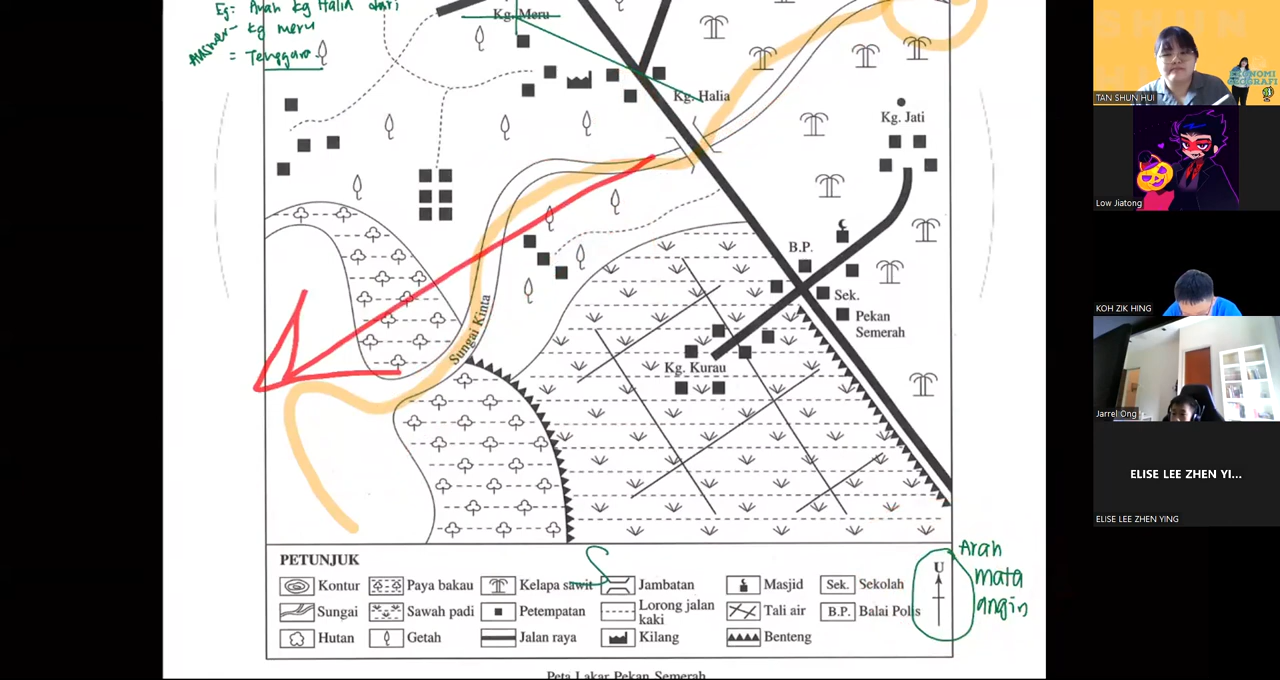 Eg: Arah Kg Halia dari
Kg meru
Answer
= Tenggara
Kg. Meru
Kg. Halia
Kg. Jati
B.P.
Sek.
Pekan
Semerah
Kg. Kurau
Sungai Kinta
S
PETUNJUK
Kontur
Paya bakau
Kelapa sawit
Jambatan
Masjid
Sek.
Sekolah
Sungai
Sawah padi
Petempatan
Lorong jalan
kaki
Tali air
B.P.
Balai Polis
Hutan
Getah
Jalan raya
Kilang
Benteng
U
Arah
mata
angin
Peta Lakar Pekan Semerah
EKONOMI
GEOGRAFI
TAN SHUN HUI
Low Jiatong
KOH ZIK HING
Jarrel Ong
ELISE LEE ZHEN YI...
ELISE LEE ZHEN YING